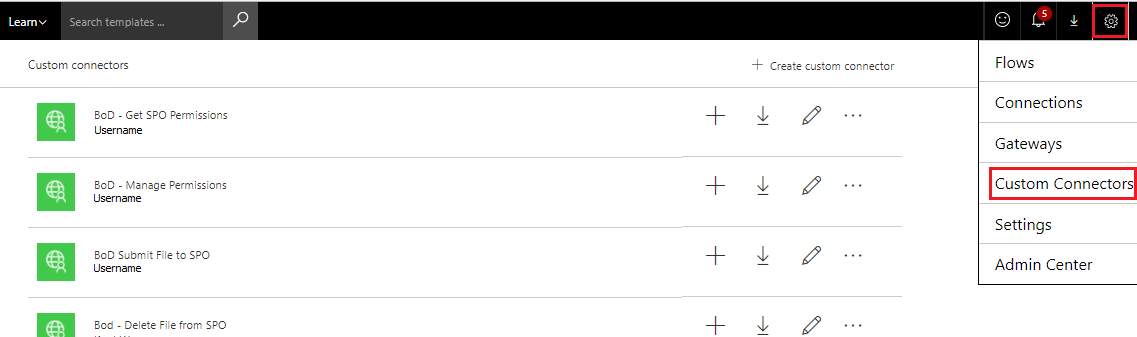 Learn
Search templates ...
5
Flows
Connections
Gateways
Custom Connectors
Settings
Admin Center
Custom connectors
Create custom connector
BoD - Get SPO Permissions
Username
BoD - Manage Permissions
Username
BoD Submit File to SPO
Username
Bod - Delete File from SPO